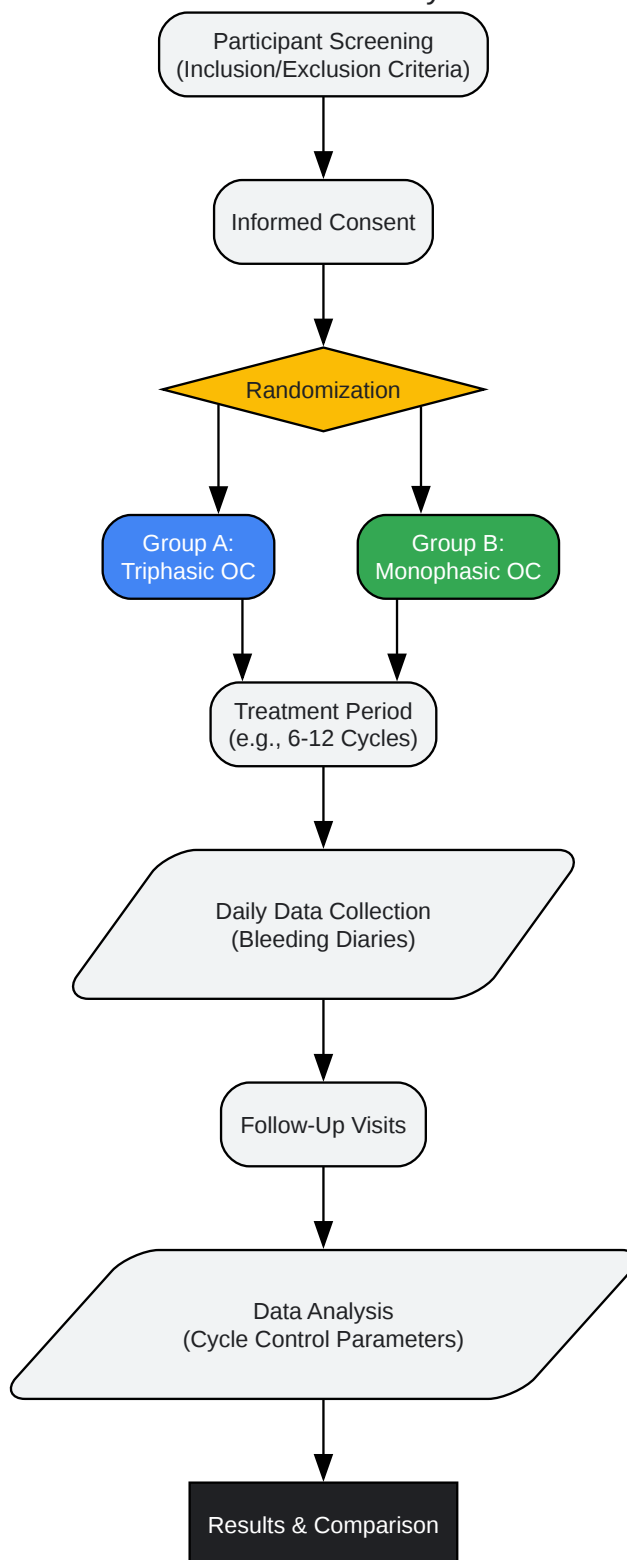 Participant Screening
(Inclusion/Exclusion Criteria)
Informed Consent
Randomization
Group A:
Triphasic OC
Group B:
Monophasic OC
Treatment Period
(e.g., 6-12 Cycles)
Daily Data Collection
(Bleeding Diaries)
Follow-Up Visits
Data Analysis
(Cycle Control Parameters)
Results & Comparison